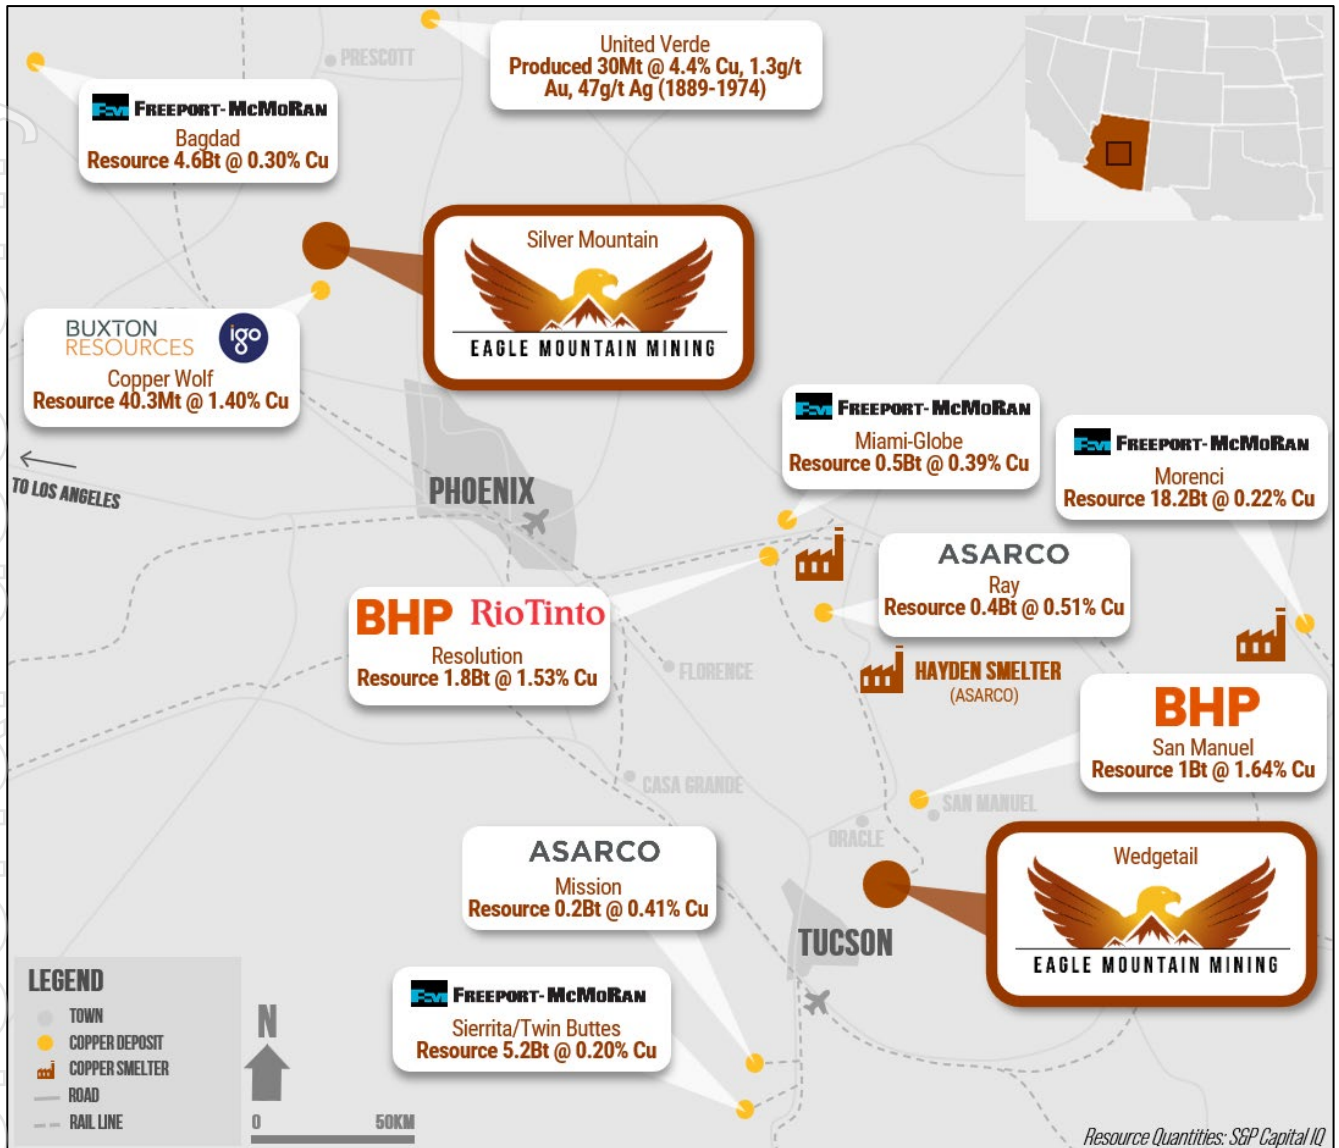 PRESCOTT
United Verde
Produced 30Mt @ 4.4% Cu, 1.3g/t
Au, 47g/t Ag (1889-1974)
FCX FREEPORT-MCMORAN
Bagdad
Resource 4.6Bt @ 0.30% Cu
Silver Mountain
EAGLE MOUNTAIN MINING
BUXTON
RESOURCES
igo
Copper Wolf
Resource 40.3Mt @ 1.40% Cu
TO LOS ANGELES
PHOENIX
FREEPORT-MCMORAN
Miami-Globe
Resource 0.5Bt @ 0.39% Cu
FREEPORT-MCMORAN
Morenci
Resource 18.2Bt @ 0.22% Cu
ASARCO
Ray
Resource 0.4Bt @ 0.51% Cu
BHP RioTinto
Resolution
Resource 1.8Bt @ 1.53% Cu
FLORENCE
HAYDEN SMELTER
(ASARCO)
BHP
San Manuel
Resource 1Bt @ 1.64% Cu
CASA GRANDE
SAN MANUEL
ORACLE
ASARCO
Mission
Resource 0.2Bt @ 0.41% Cu
Wedgetail
EAGLE MOUNTAIN MINING
TUCSON
FREEPORT-MCMORAN
Sierrita/Twin Buttes
Resource 5.2Bt @ 0.20% Cu
LEGEND
TOWN
COPPER DEPOSIT
COPPER SMELTER
ROAD
RAIL LINE
N
0 50KM
Resource Quantities: S&P Capital IQ